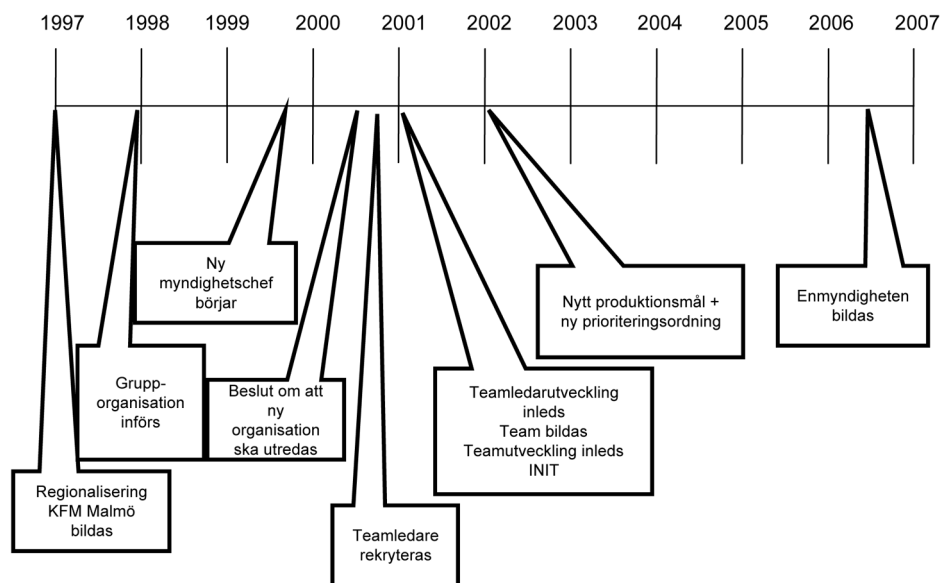 1997 1998 1999 2000 2001 2002 2003 2004 2005 2006 2007
Ny
myndighetschef
börjar
Nytt produktionsmål +
ny prioriteringsordning
Enmyndigheten
bildas
Grupp-
organisation
införs
Beslut om att
ny
organisation
ska utredas
Teamledarutveckling
inleds
Team bildas
Teamutveckling inleds
INIT
Regionalisering
KFM Malmö
bildas
Teamledare
rekryteras